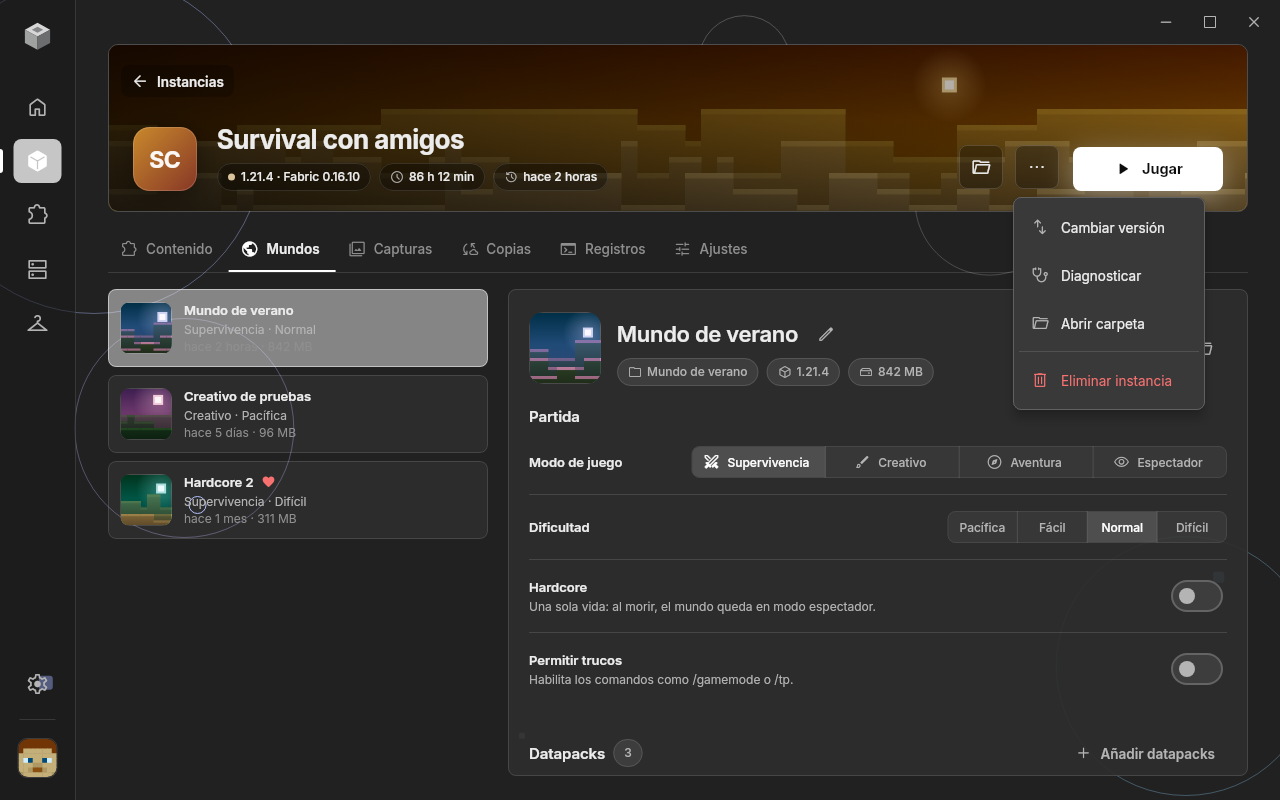 Instancias
SC
Survival con amigos
1.21.4 · Fabric 0.16.10
86 h 12 min
hace 2 horas
Jugar
Cambiar versión
Diagnosticar
Abrir carpeta
Eliminar instancia
Contenido
Mundos
Capturas
Copias
Registros
Ajustes
Mundo de verano
Supervivencia · Normal
hace 2 horas · 842 MB
Creativo de pruebas
Creativo · Pacífica
hace 5 días · 96 MB
Hardcore 2
Supervivencia · Difícil
hace 1 mes · 311 MB
Mundo de verano
Mundo de verano
1.21.4
842 MB
Partida
Modo de juego
Supervivencia
Creativo
Aventura
Espectador
Dificultad
Pacífica
Fácil
Normal
Difícil
Hardcore
Una sola vida: al morir, el mundo queda en modo espectador.
Permitir trucos
Habilita los comandos como /gamemode o /tp.
Datapacks 3
Añadir datapacks